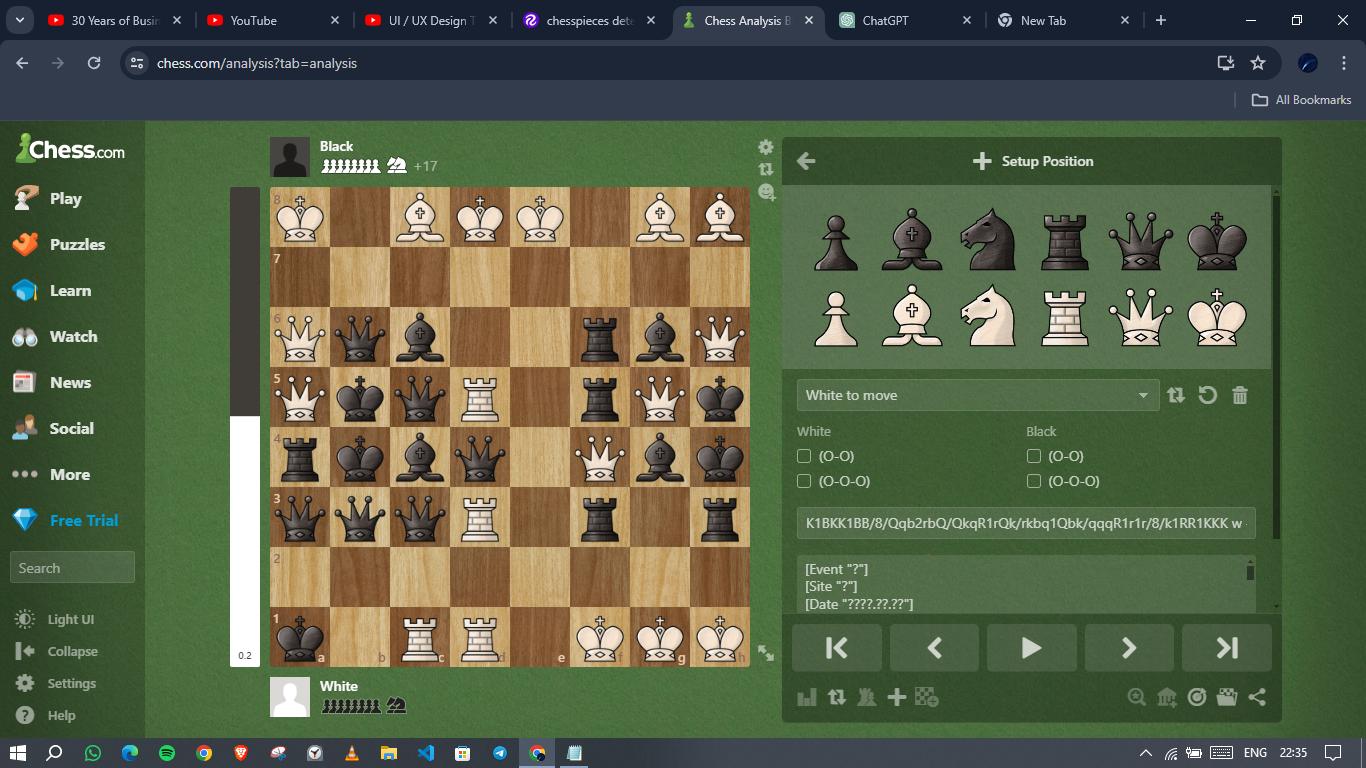 30 Years of Busin
YouTube
UI / UX Design T
chesspieces dete
Chess Analysis B
ChatGPT
New Tab
chess.com/analysis?tab=analysis
All Bookmarks
Chess.com
Play
Puzzles
Learn
Watch
News
Social
More
Free Trial
Search
Light UI
Collapse
Settings
Help
Black
+17
0.2
8
7
6
5
4
3
2
1
a
b
c
d
e
f
g
h
White
Setup Position
White to move
White
Black
(O-O)
(O-O)
(O-O-O)
(O-O-O)
K1BKK1BB/8/Qqb2rbQ/QkqR1rQk/rkbq1Qbk/qqqR1r1r/8/k1RR1KKK w -
[Event "?"]
[Site "?"]
[Date "????.??.??"]
ENG
22:35